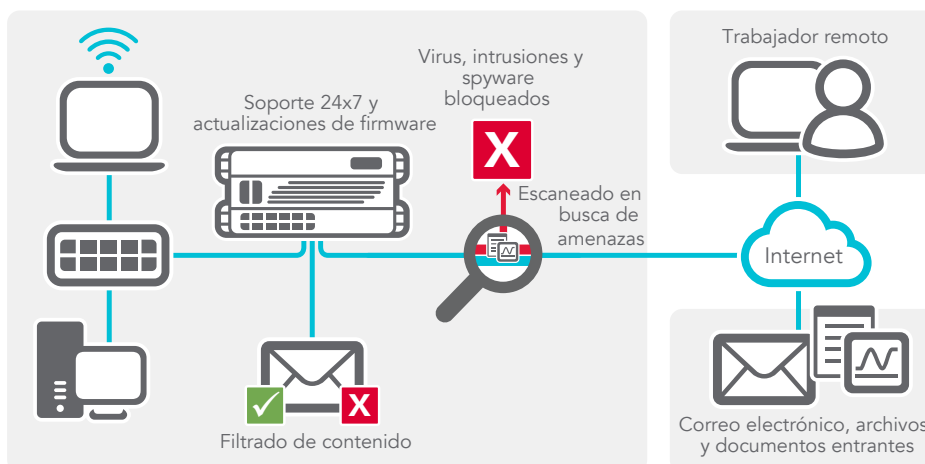 Trabajador remoto
Virus, intrusiones y
spyware
bloqueados
Soporte 24x7 y
actualizaciones de firmware
X
Escaneado en
busca de
amenazas
Internet
X
Filtrado de contenido
Correo electrónico, archivos
y documentos entrantes